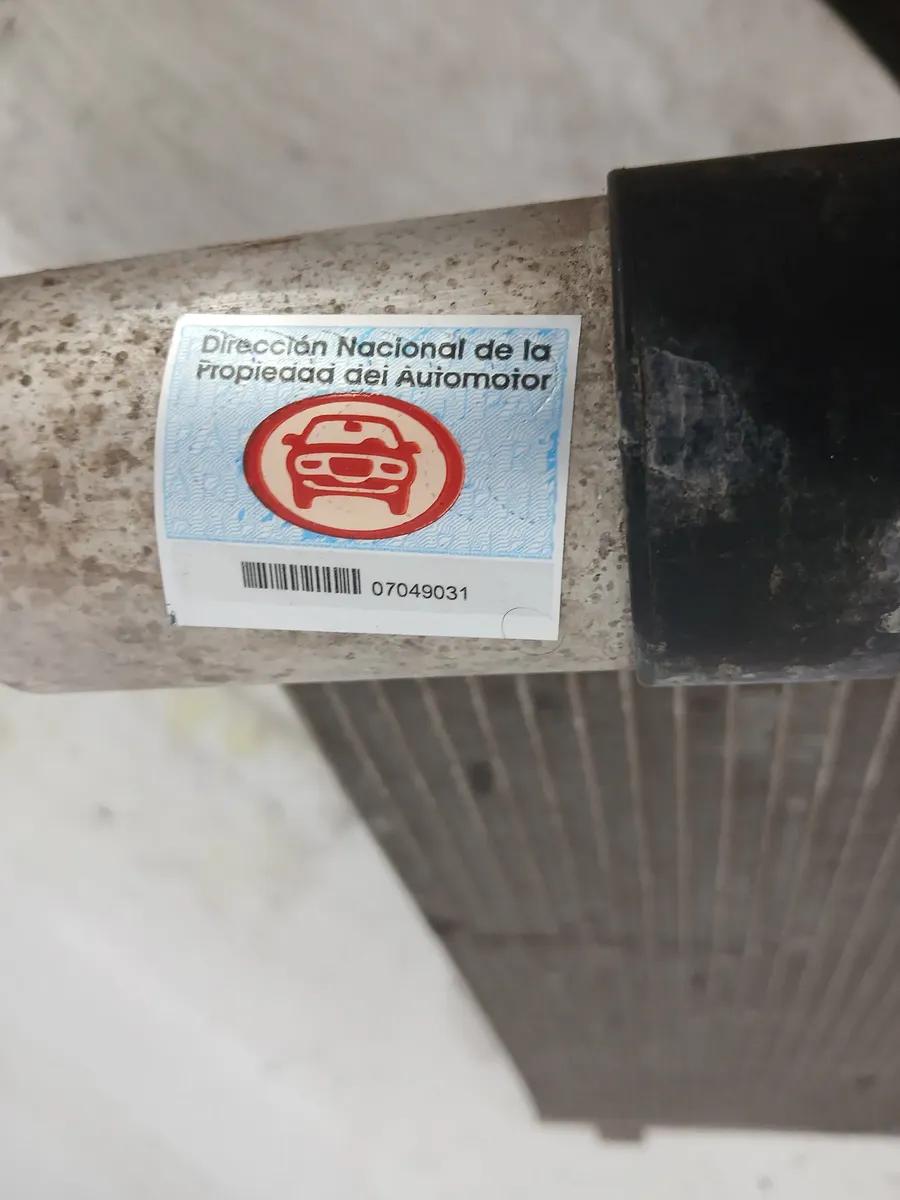 Dirección Nacional de la
Propiedad del Automotor
07049031